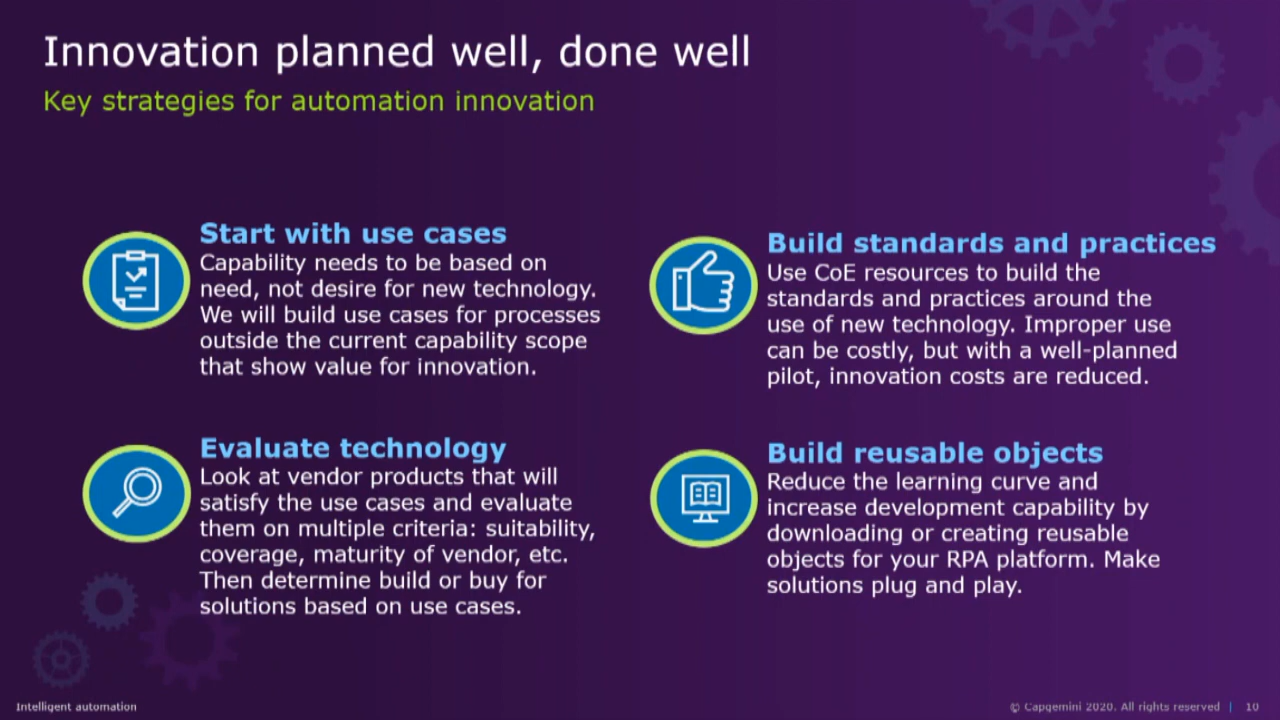 Innovation planned well, done well
Key strategies for automation innovation
Start with use cases
Capability needs to be based on
need, not desire for new technology.
We will build use cases for processes
outside the current capability scope
that show value for innovation.
Evaluate technology
Look at vendor products that will
satisfy the use cases and evaluate
them on multiple criteria: suitability,
coverage, maturity of vendor, etc.
Then determine build or buy for
solutions based on use cases.
Build standards and practices
Use CoE resources to build the
standards and practices around the
use of new technology. Improper use
can be costly, but with a well-planned
pilot, innovation costs are reduced.
Build reusable objects
Reduce the learning curve and
increase development capability by
downloading or creating reusable
objects for your RPA platform. Make
solutions plug and play.
Intelligent automation
© Capgemini 2020. All rights reserved | 10